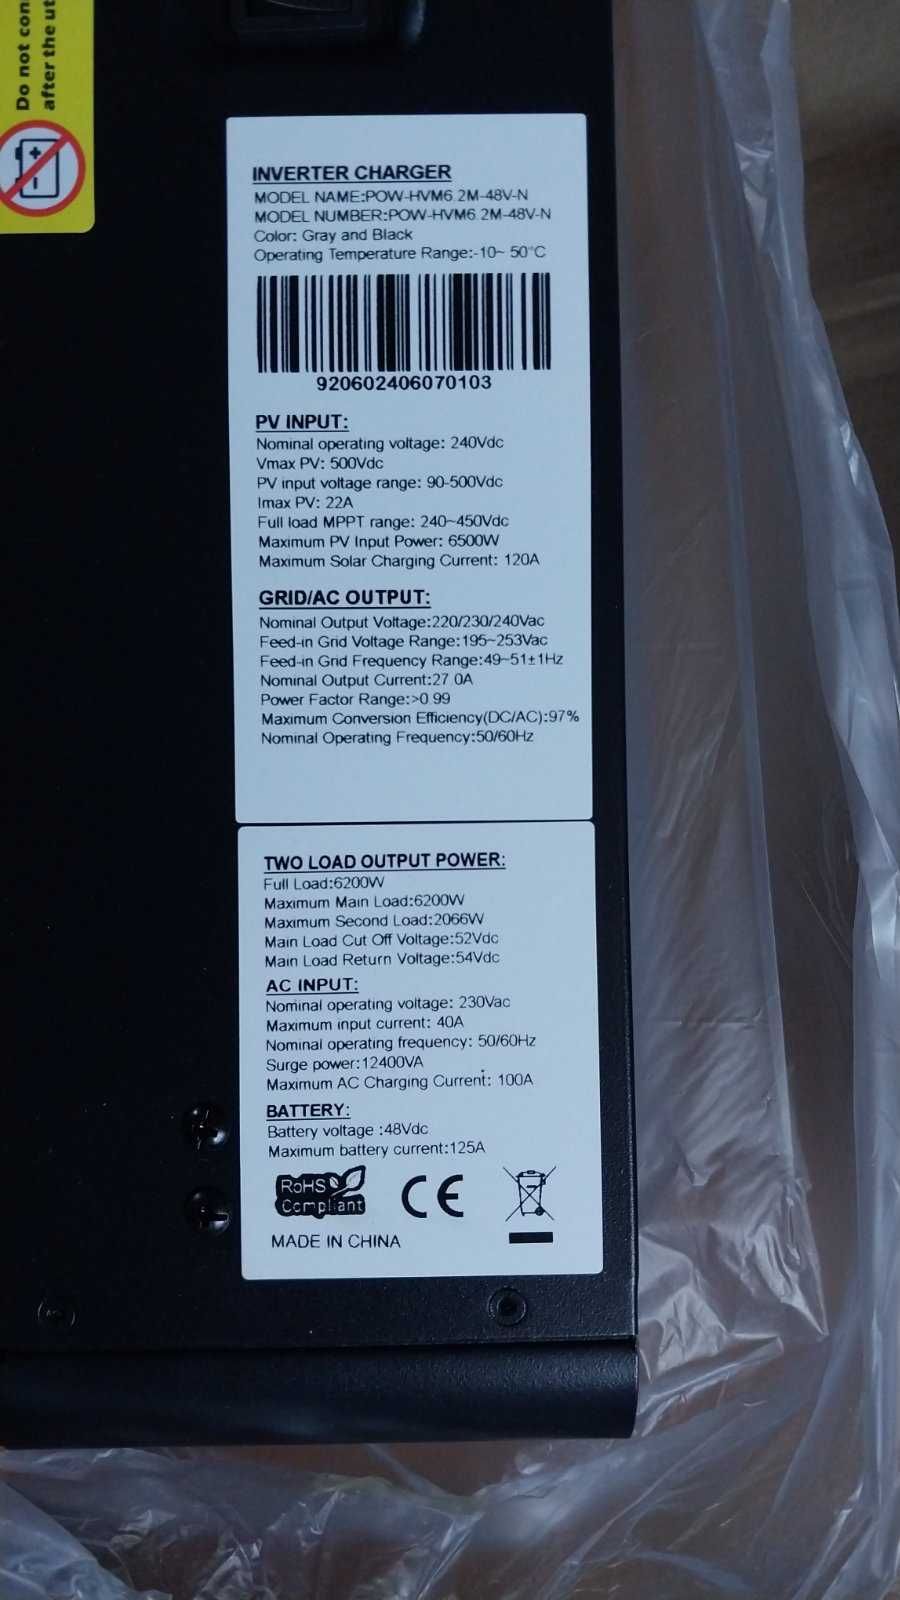 Do not con
after the ut
INVERTER CHARGER
MODEL NAME:POW-HVM6.2M-48V-N
MODEL NUMBER:POW-HVM6.2M-48V-N
Color: Gray and Black
Operating Temperature Range:-10~ 50°C
920602406070103
PV INPUT:
Nominal operating voltage: 240Vdc
Vmax PV: 500Vdc
PV input voltage range: 90-500Vdc
Imax PV: 22A
Full load MPPT range: 240~450Vdc
Maximum PV Input Power: 6500W
Maximum Solar Charging Current: 120A
GRID/AC OUTPUT:
Nominal Output Voltage:220/230/240Vac
Feed-in Grid Voltage Range:195~253Vac
Feed-in Grid Frequency Range:49~51±1Hz
Nominal Output Current:27.0A
Power Factor Range:>0.99
Maximum Conversion Efficiency(DC/AC):97%
Nominal Operating Frequency:50/60Hz
TWO LOAD OUTPUT POWER:
Full Load:6200W
Maximum Main Load:6200W
Maximum Second Load:2066W
Main Load Cut Off Voltage:52Vdc
Main Load Return Voltage:54Vdc
AC INPUT:
Nominal operating voltage: 230Vac
Maximum input current: 40A
Nominal operating frequency: 50/60Hz
Surge power:12400VA
Maximum AC Charging Current: 100A
BATTERY:
Battery voltage :48Vdc
Maximum battery current:125A
RoHS
Compliant
CE
MADE IN CHINA